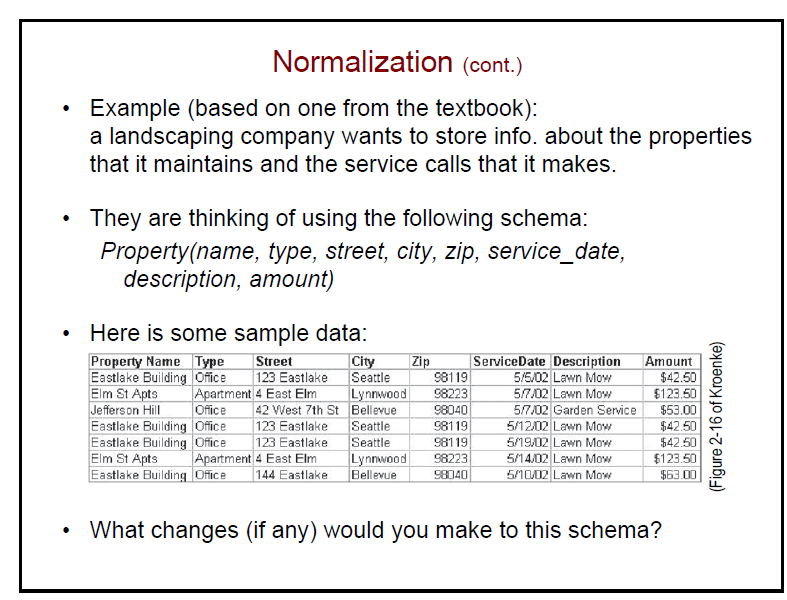 Normalization (cont.)
• Example (based on one from the textbook):
a landscaping company wants to store info. about the properties
that it maintains and the service calls that it makes.
• They are thinking of using the following schema:
Property(name, type, street, city, zip, service_date,
description, amount)
• Here is some sample data:
Property Name Type Street City Zip ServiceDate Description Amount
Eastlake Building Office 123 Eastlake Seattle 98119 5/5/02 Lawn Mow $42.50
Elm St Apts Apartment 4 East Elm Lynnwood 98223 5/7/02 Lawn Mow $123.50
Jefferson Hill Office 42 West 7th St Bellevue 98040 5/7/02 Garden Service $53.00
Eastlake Building Office 123 Eastlake Seattle 98119 5/12/02 Lawn Mow $42.50
Eastlake Building Office 123 Eastlake Seattle 98119 5/19/02 Lawn Mow $42.50
Elm St Apts Apartment 4 East Elm Lynnwood 98223 5/14/02 Lawn Mow $123.50
Eastlake Building Office 144 Eastlake Bellevue 98040 5/10/02 Lawn Mow $63.00
(Figure 2-16 of Kroenke)
• What changes (if any) would you make to this schema?